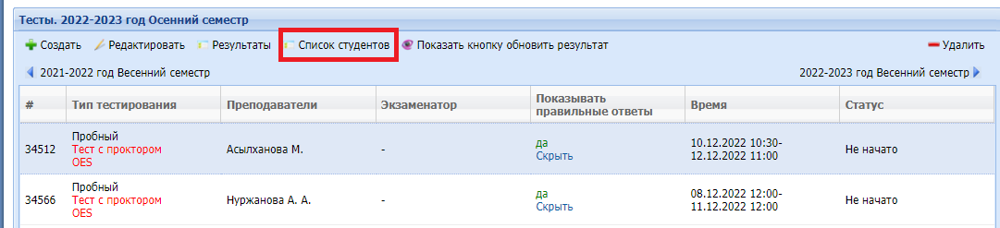 Тесты. 2022-2023 год Осенний семестр
Создать Редактировать Результаты Список студентов Показать кнопку обновить результат Удалить
2021-2022 год Весенний семестр 2022-2023 год Весенний семестр
# Тип тестирования Преподаватели Экзаменатор Показывать правильные ответы Время Статус
34512 Пробный Тест с проктором OES Асылханова М. - да Скрыть 10.12.2022 10:30-12.12.2022 11:00 Не начато
34566 Пробный Тест с проктором OES Нуржанова А. А. - да Скрыть 08.12.2022 12:00-11.12.2022 12:00 Не начато